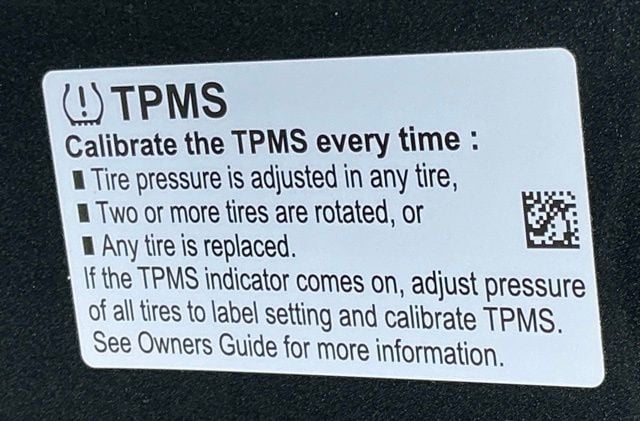 TPMS
Calibrate the TPMS every time :
■ Tire pressure is adjusted in any tire,
■ Two or more tires are rotated, or
■ Any tire is replaced.
If the TPMS indicator comes on, adjust pressure
of all tires to label setting and calibrate TPMS.
See Owners Guide for more information.